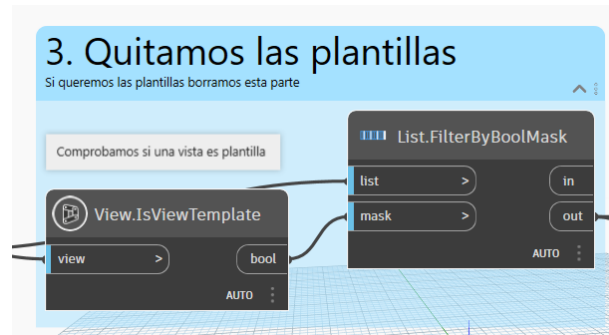 3. Quitamos las plantillas
Si queremos las plantillas borramos esta parte
Comprobamos si una vista es plantilla
List.FilterByBoolMask
list >
in
mask >
out
AUTO
View.IsViewTemplate
view >
bool
AUTO